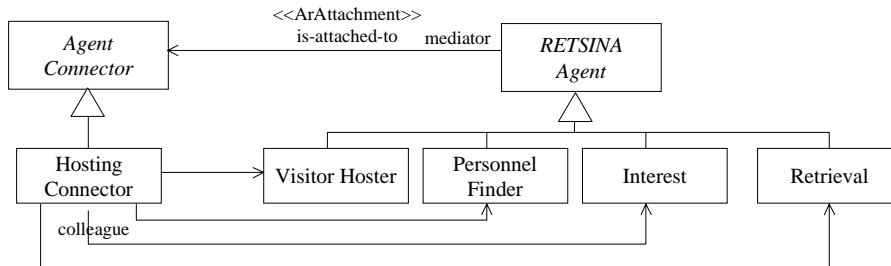 <<ArAttachment>>
is-attached-to
mediator
Agent
Connector
RETSINA
Agent
Hosting
Connector
Visitor Hoster
Personnel
Finder
Interest
Retrieval
colleague